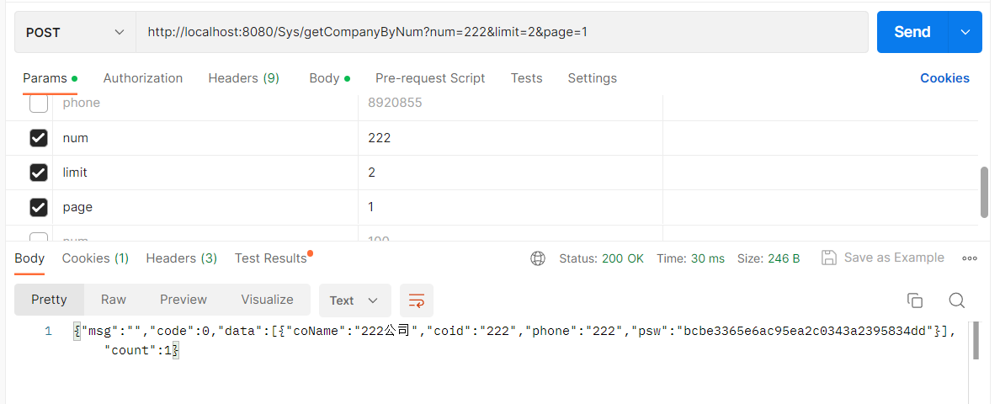 POST http://localhost:8080/Sys/getCompanyByNum?num=222&limit=2&page=1 Send
Params Authorization Headers (9) Body Pre-request Script Tests Settings Cookies
phone 8920855
num 222
limit 2
page 1
num 100
Body Cookies (1) Headers (3) Test Results Status: 200 OK Time: 30 ms Size: 246 B Save as Example
Pretty Raw Preview Visualize Text
1 {"msg":"","code":0,"data":[{"coName":"222公司","coid":"222","phone":"222","psw":"bcbe3365e6ac95ea2c0343a2395834dd"}],
"count":1}